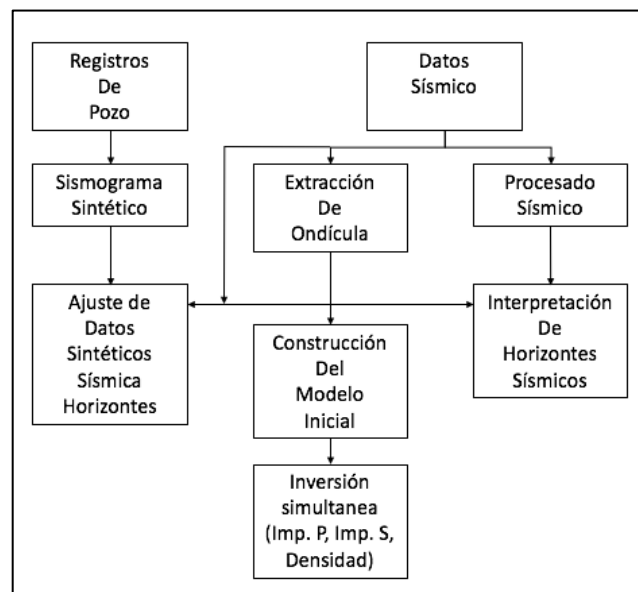 Registros
De
Pozo
Datos
Sísmico
Sismograma
Sintético
Extracción
De
Ondícula
Procesado
Sísmico
Ajuste de
Datos
Sintéticos
Sísmica
Horizontes
Interpretación
De
Horizontes
Sísmicos
Construcción
Del
Modelo
Inicial
Inversión
simultanea
(Imp. P, Imp. S,
Densidad)